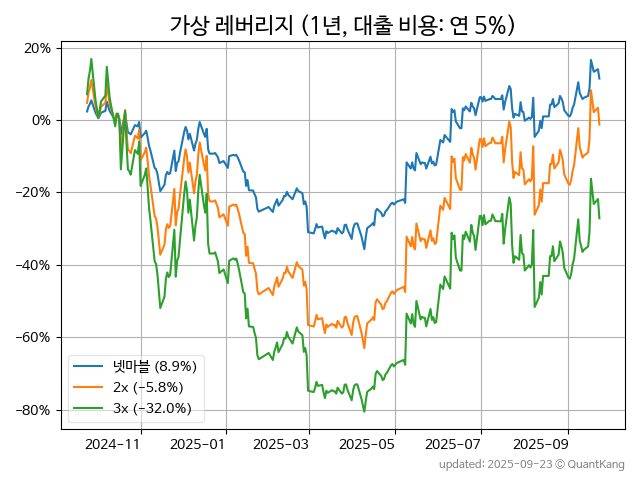 가상 레버리지 (1년, 대출 비용: 연 5%)
20%
0%
−20%
−40%
−60%
−80%
넷마블 (8.9%)
2x (−5.8%)
3x (−32.0%)
2024-11 2025-01 2025-03 2025-05 2025-07 2025-09
updated: 2025-09-23 © QuantKang